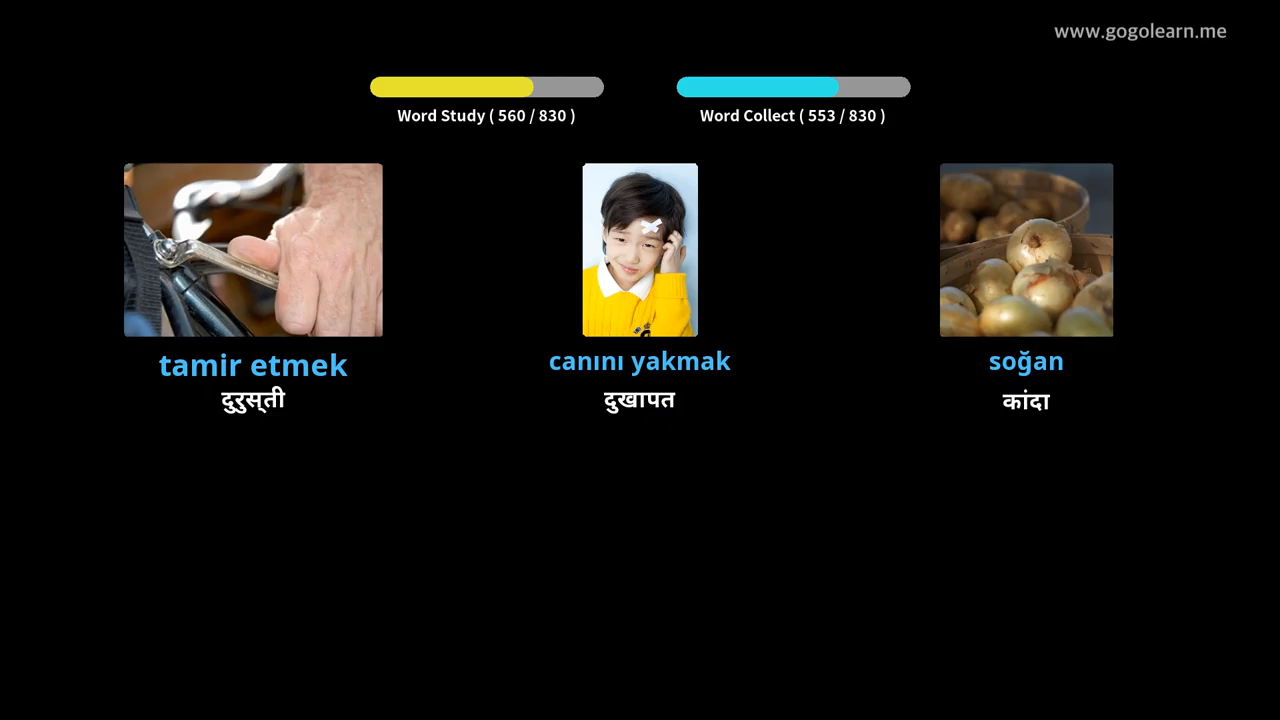 www.gogolearn.me
Word Study ( 560 / 830 )
Word Collect ( 553 / 830 )
tamir etmek
canını yakmak
soğan
दुरुस्ती
दुखापत
कांदा